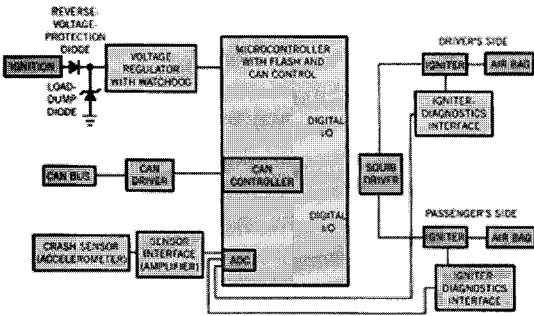 REVERSE-
VOLTAGE-
PROTECTION
DIODE
IGNITION
LOAD-
DUMP
DIODE
VOLTAGE
REGULATOR
WITH WATCHDOG
MICROCONTROLLER
WITH FLASH AND
CAN CONTROL
DIGITAL
I/O
CAN BUS
CAN
DRIVER
CAN
CONTROLLER
DIGITAL
I/O
CRASH SENSOR
(ACCELEROMETER)
SENSOR
INTERFACE
(AMPLIFIER)
ADC
SQUIB
DRIVER
DRIVER'S SIDE
IGNITER
AIR BAG
IGNITER-
DIAGNOSTICS
INTERFACE
PASSENGER'S SIDE
IGNITER
AIR BAG
IGNITER
DIAGNOSTICS
INTERFACE